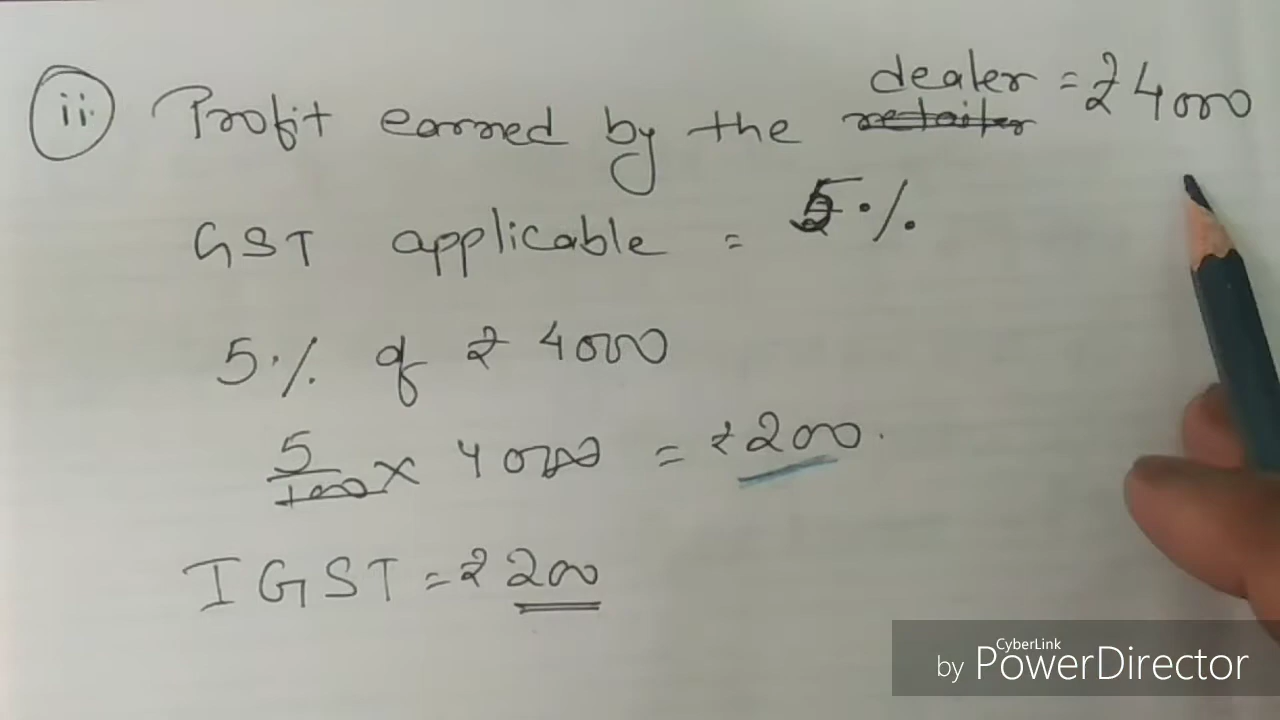 ii. Profit earned by the retailer dealer = ₹ 4000
GST applicable = 5%
5% of ₹ 4000
5/100 × 4000 = ₹ 200.
IGST = ₹ 200
CyberLink
by PowerDirector